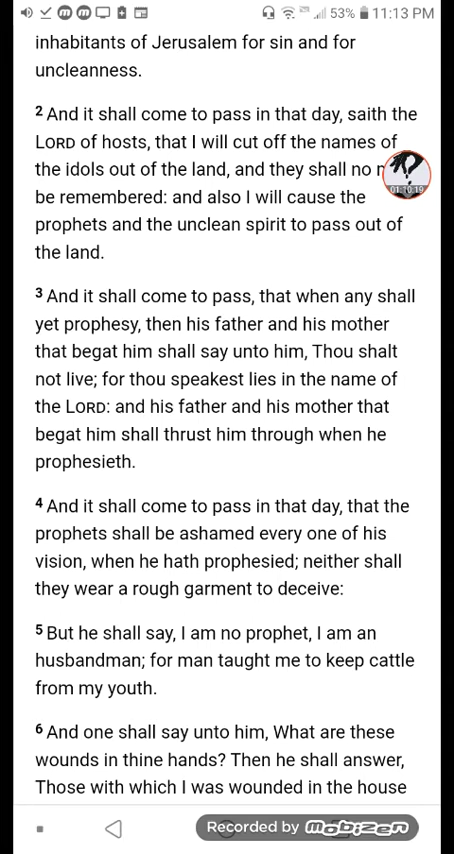 53% 11:13 PM
inhabitants of Jerusalem for sin and for
uncleanness.
2 And it shall come to pass in that day, saith the
LORD of hosts, that I will cut off the names of
the idols out of the land, and they shall no
01:10:19
be remembered: and also I will cause the
prophets and the unclean spirit to pass out of
the land.
3 And it shall come to pass, that when any shall
yet prophesy, then his father and his mother
that begat him shall say unto him, Thou shalt
not live; for thou speakest lies in the name of
the LORD: and his father and his mother that
begat him shall thrust him through when he
prophesieth.
4 And it shall come to pass in that day, that the
prophets shall be ashamed every one of his
vision, when he hath prophesied; neither shall
they wear a rough garment to deceive:
5 But he shall say, I am no prophet, I am an
husbandman; for man taught me to keep cattle
from my youth.
6 And one shall say unto him, What are these
wounds in thine hands? Then he shall answer,
Those with which I was wounded in the house
Recorded by mobizen